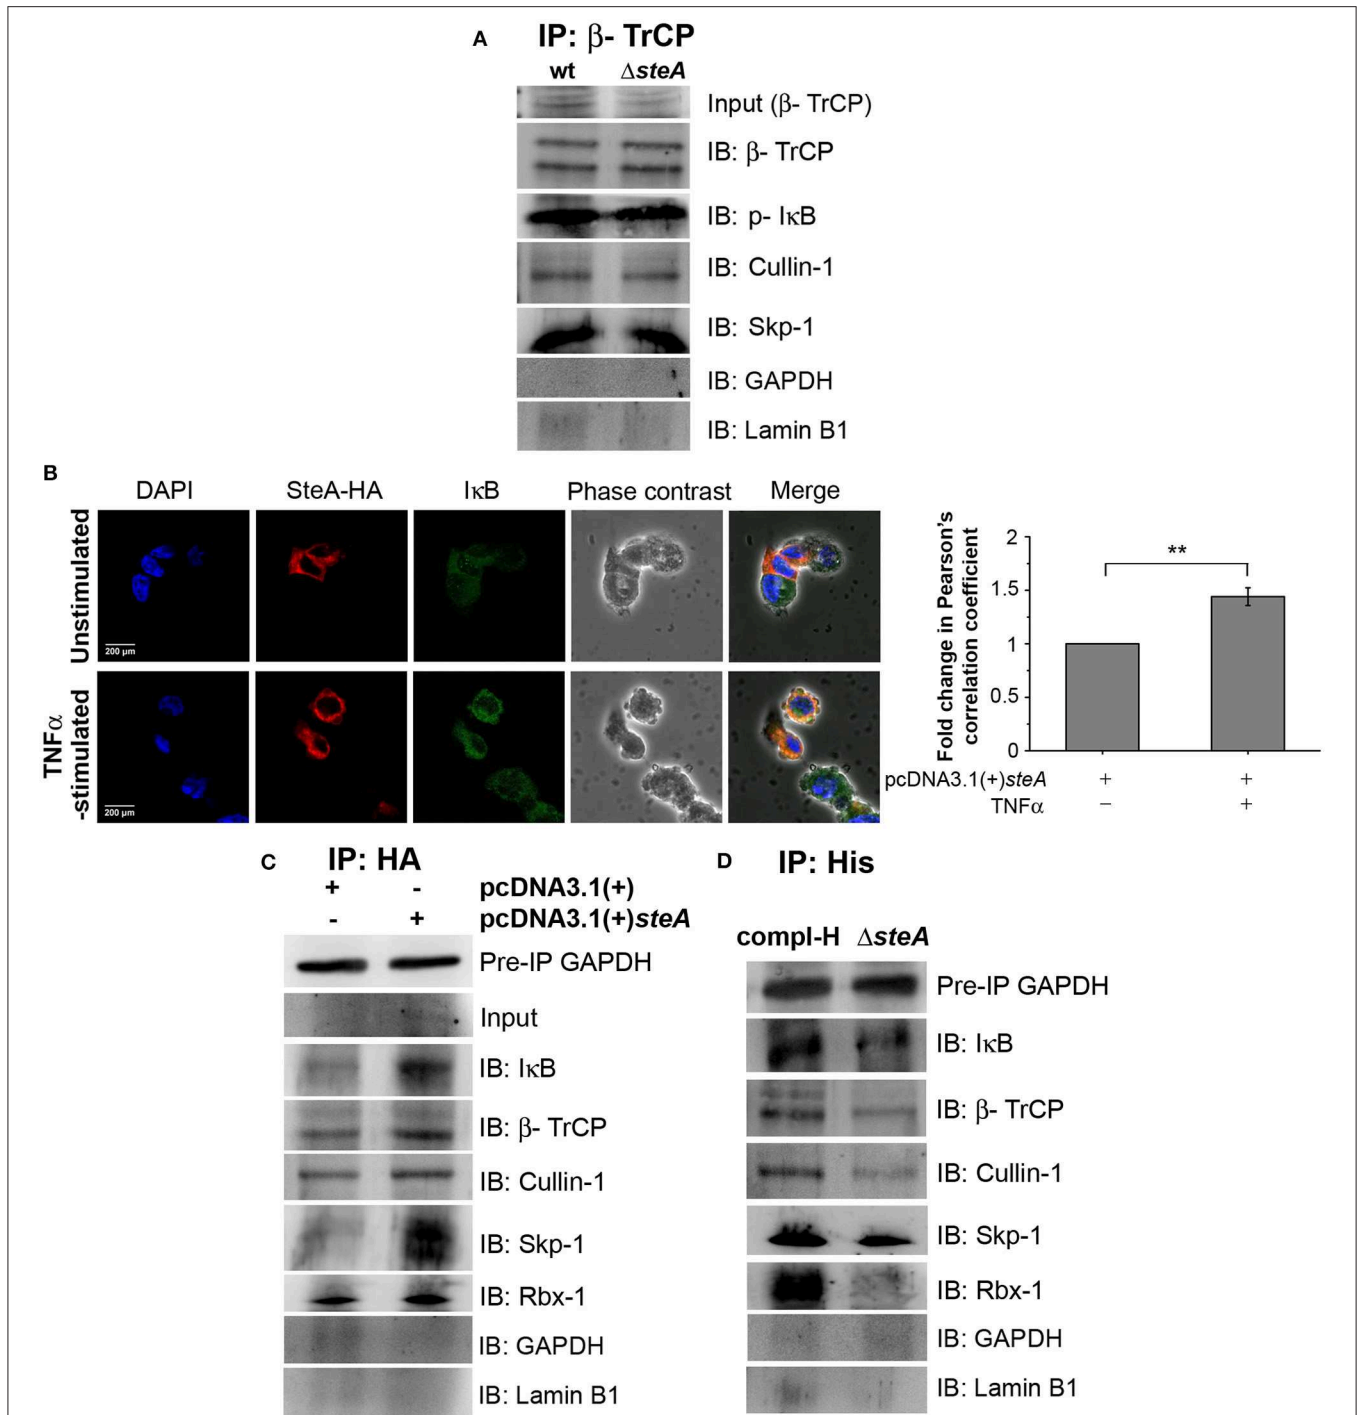 A IP: β- TrCP
wt ΔsteA
Input (β- TrCP)
IB: β- TrCP
IB: p- IκB
IB: Cullin-1
IB: Skp-1
IB: GAPDH
IB: Lamin B1
B
DAPI SteA-HA IκB Phase contrast Merge
Unstimulated
200 μm
TNFα
-stimulated
200 μm
Fold change in Pearson's
correlation coefficient
2
1.5
1
0.5
0
**
pcDNA3.1(+)steA + +
TNFα − +
C IP: HA
+ - pcDNA3.1(+)
- + pcDNA3.1(+)steA
Pre-IP GAPDH
Input
IB: IκB
IB: β- TrCP
IB: Cullin-1
IB: Skp-1
IB: Rbx-1
IB: GAPDH
IB: Lamin B1
D IP: His
compl-H ΔsteA
Pre-IP GAPDH
IB: IκB
IB: β- TrCP
IB: Cullin-1
IB: Skp-1
IB: Rbx-1
IB: GAPDH
IB: Lamin B1